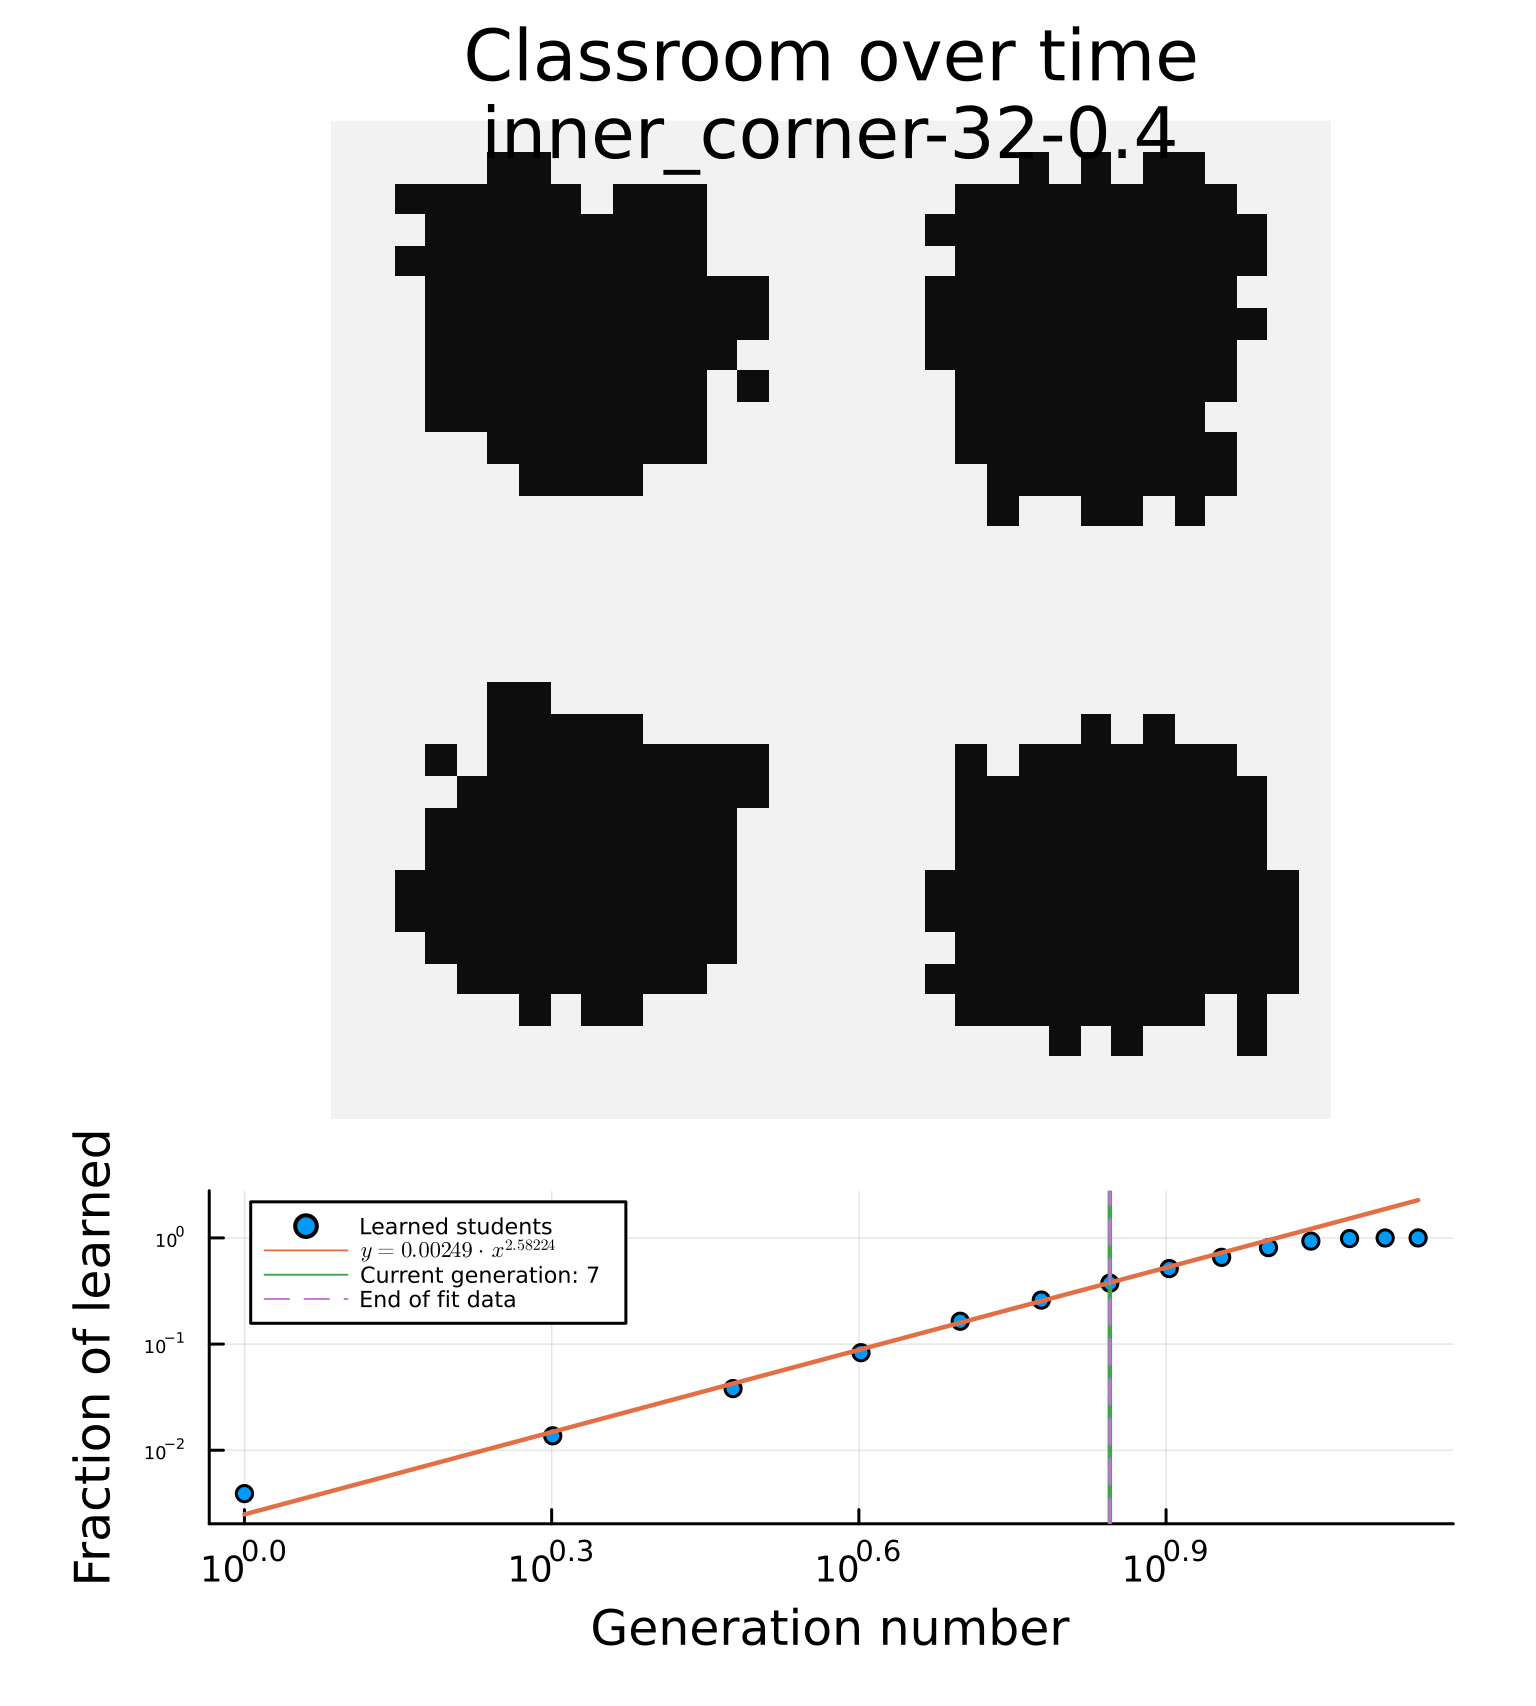 Classroom over time
inner_corner-32-0.4
Fraction of learned
Learned students
y = 0.00249 · x^2.58224
Current generation: 7
End of fit data
10^0
10^−1
10^−2
10^0.0 10^0.3 10^0.6 10^0.9
Generation number